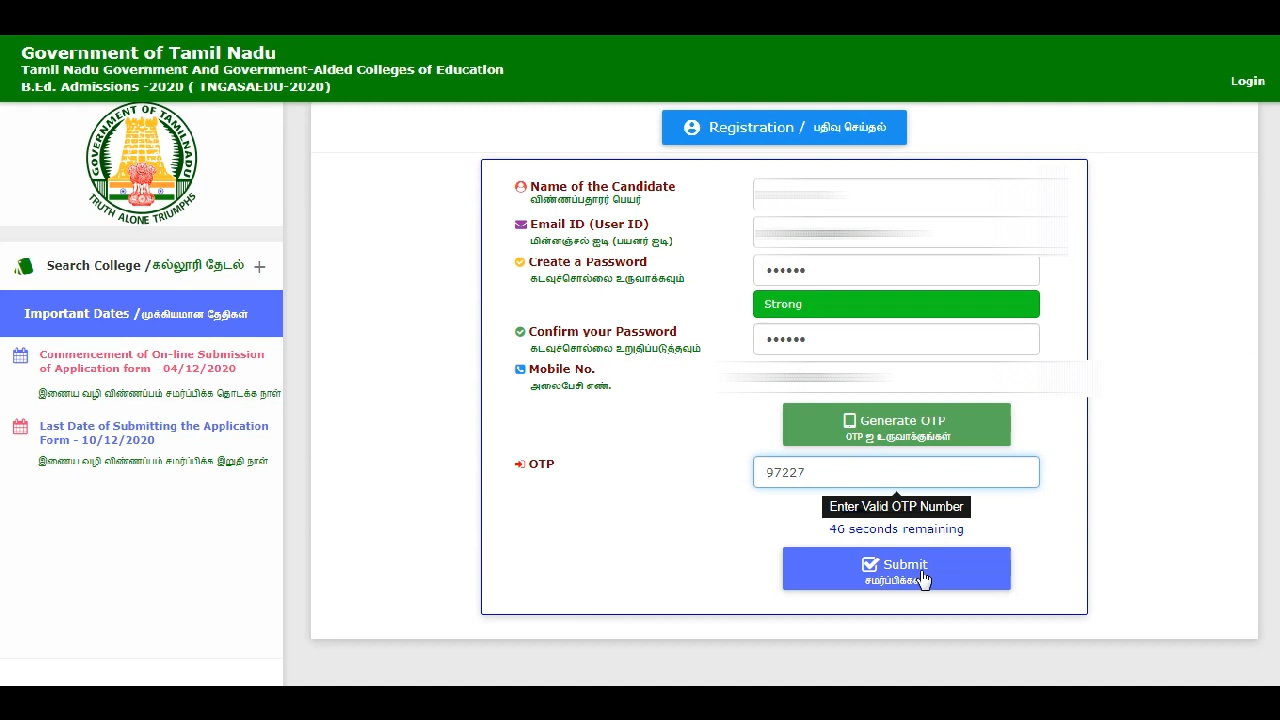 Government of Tamil Nadu
Tamil Nadu Government And Government-Aided Colleges of Education
B.Ed. Admissions -2020 ( TNGASAEDU-2020)
Login
GOVERNMENT OF TAMILNADU
TRUTH ALONE TRIUMPHS
Search College /கல்லூரி தேடல் +
Important Dates /முக்கியமான தேதிகள்
Commencement of On-line Submission
of Application form - 04/12/2020
இணைய வழி விண்ணப்பம் சமர்ப்பிக்க தொடக்க நாள்
Last Date of Submitting the Application
Form - 10/12/2020
இணைய வழி விண்ணப்பம் சமர்ப்பிக்க இறுதி நாள்
Registration / பதிவு செய்தல்
Name of the Candidate
விண்ணப்பதாரர் பெயர்
Email ID (User ID)
மின்னஞ்சல் ஐடி (பயனர் ஐடி)
Create a Password
••••••
கடவுச்சொல்லை உருவாக்கவும்
Strong
Confirm your Password
••••••
கடவுச்சொல்லை உறுதிப்படுத்தவும்
Mobile No.
அலைபேசி எண்.
Generate OTP
OTP ஐ உருவாக்குங்கள்
OTP
97227
Enter Valid OTP Number
46 seconds remaining
Submit